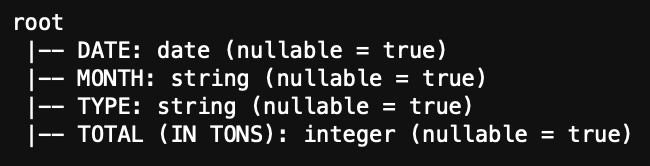 root
 |-- DATE: date (nullable = true)
 |-- MONTH: string (nullable = true)
 |-- TYPE: string (nullable = true)
 |-- TOTAL (IN TONS): integer (nullable = true)